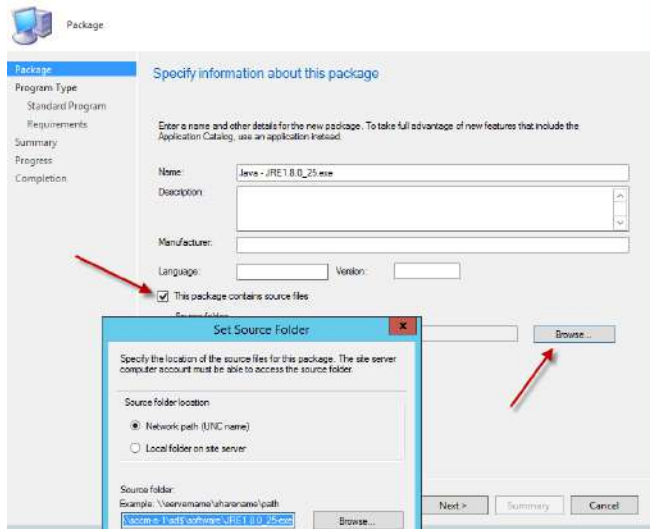 Package
Package
Program Type
Standard Program
Requirements
Summary
Progress
Completion
Specify information about this package
Enter a name and other details for the new package. To take full advantage of new features that include the
Application Catalog, use an application instead.
Name: Java - JRE1.8.0_25.exe
Description:
Manufacturer:
Language: Version:
This package contains source files
Source folder
Browse...
Set Source Folder
x
Specify the location of the source files for this package. The site server
computer account must be able to access the source folder.
Source folder location
Network path (UNC name)
Local folder on site server
Source folder:
Example: \\servername\sharename\path
Browse...
Next > Summary Cancel